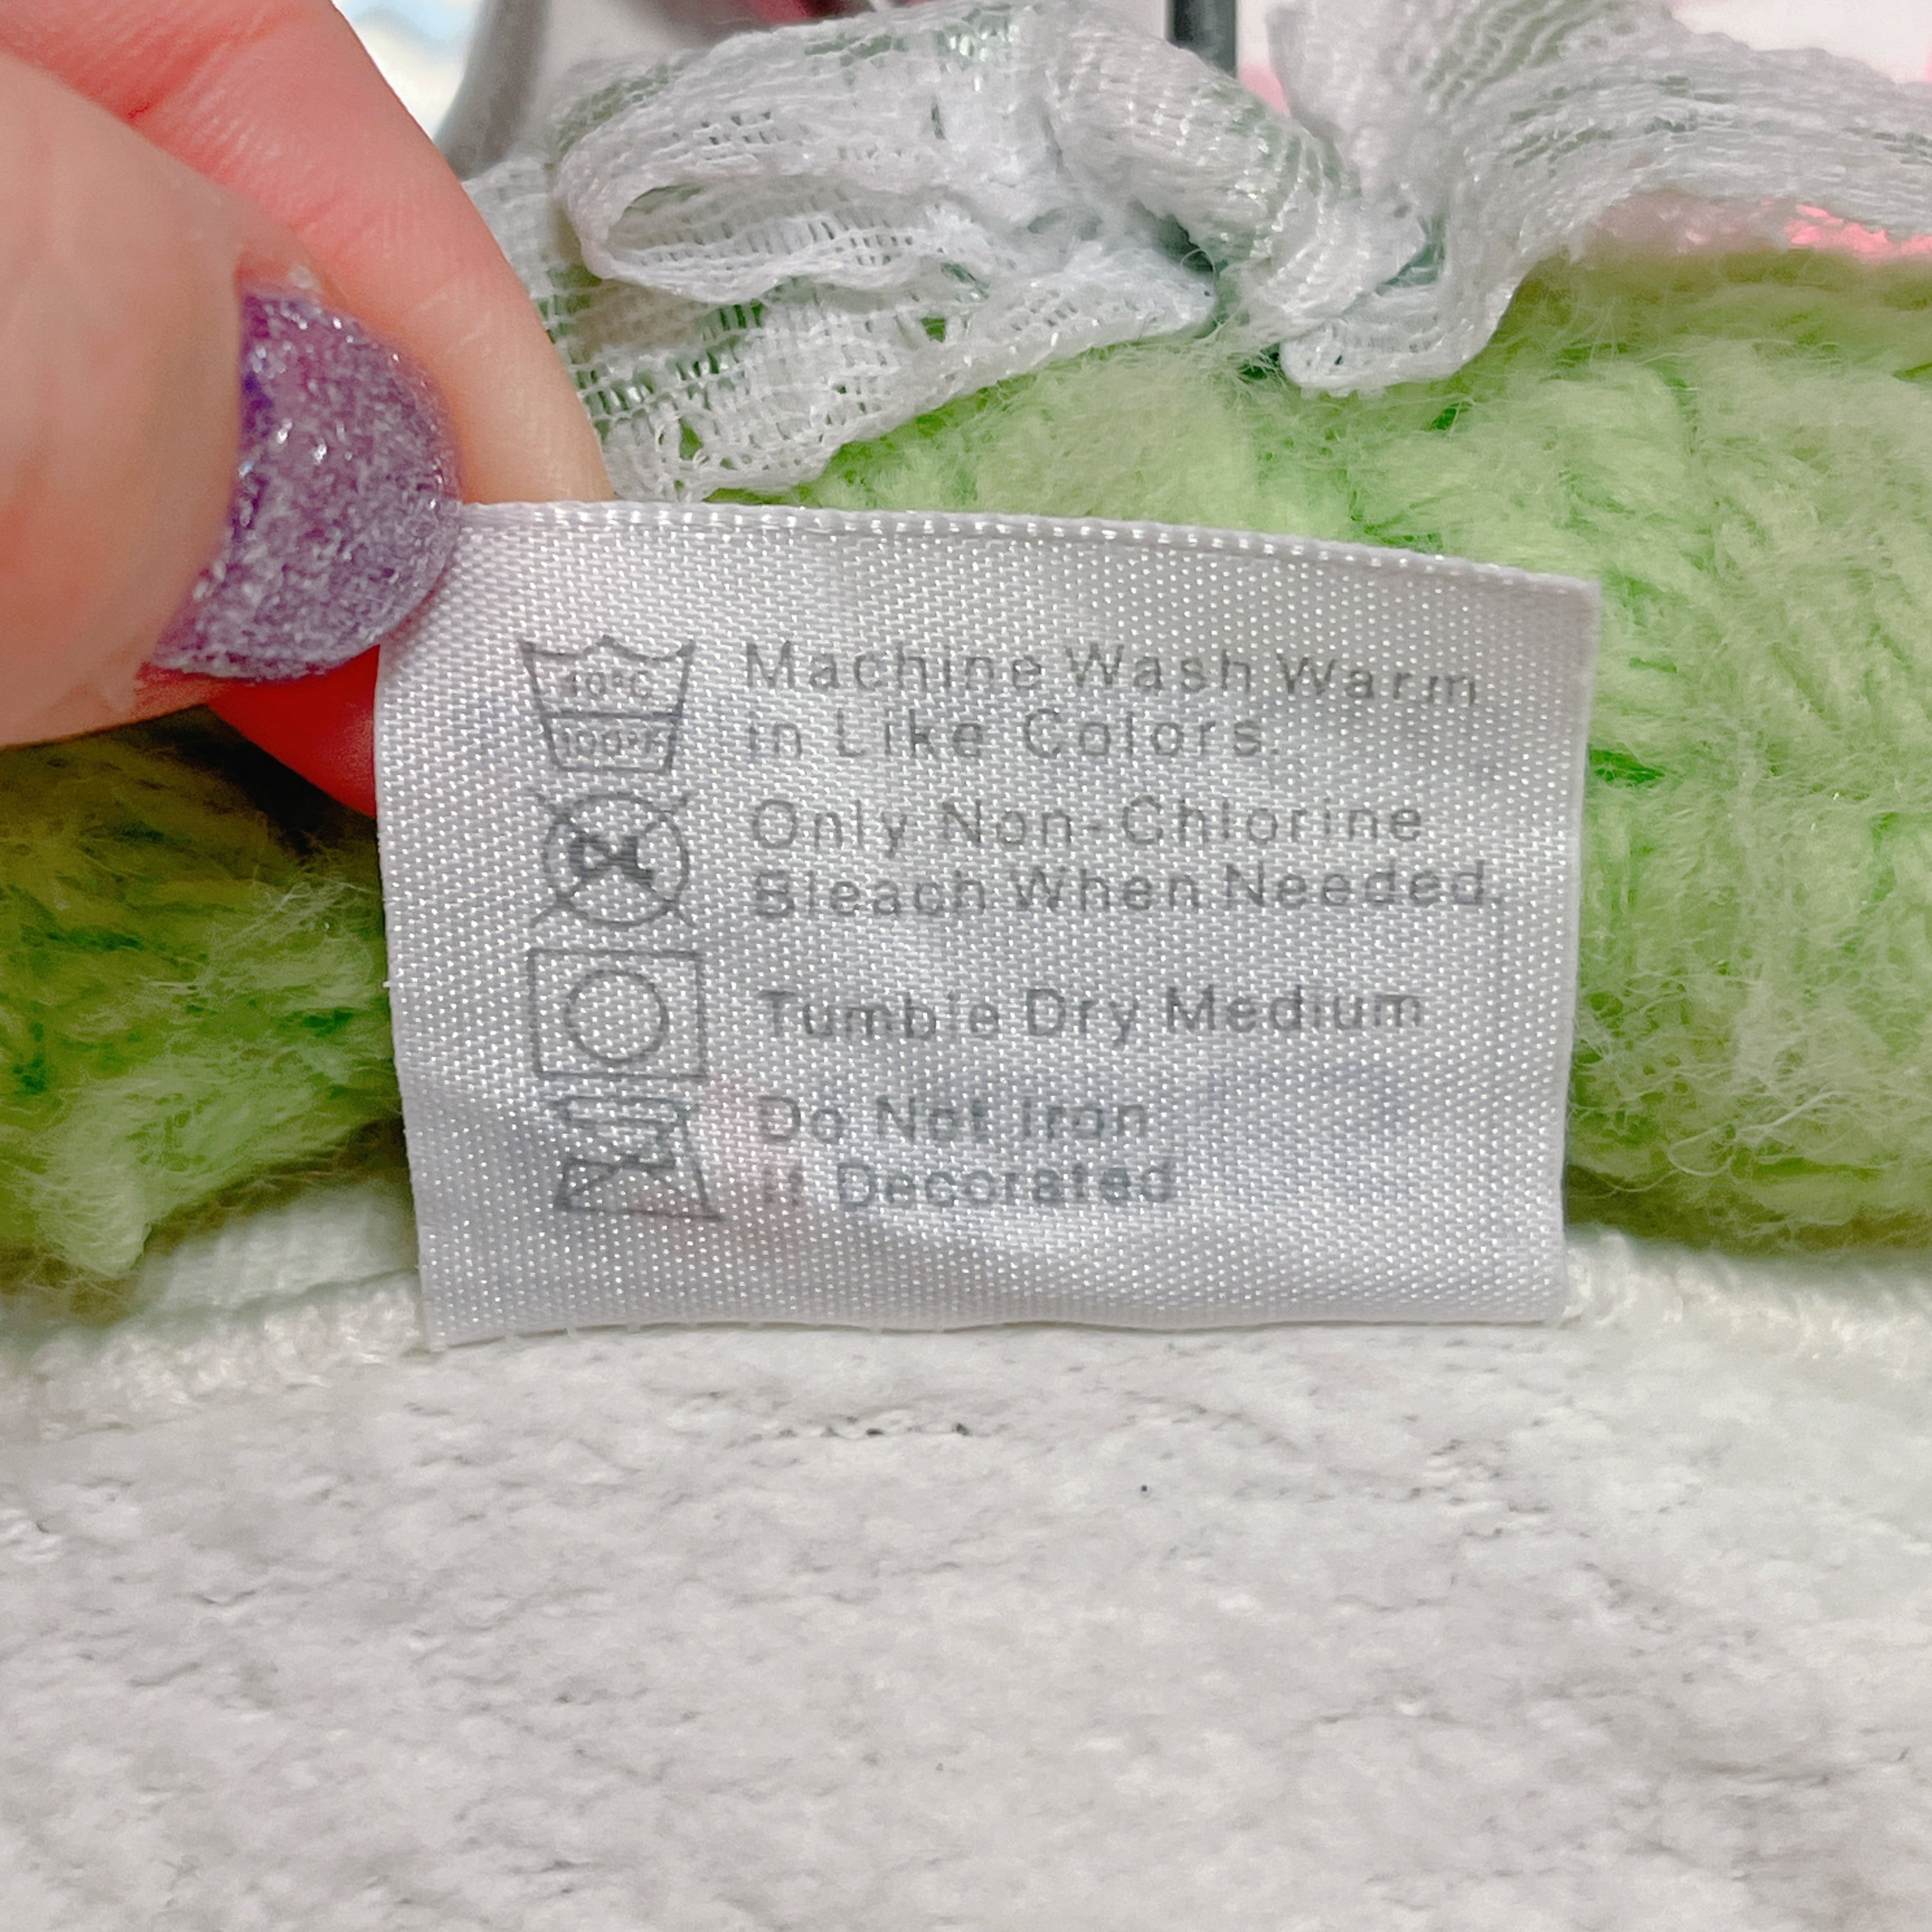 40°C
100°F
Machine Wash Warm
in Like Colors.
Only Non-Chlorine
Bleach When Needed.
Tumble Dry Medium
Do Not Iron
If Decorated